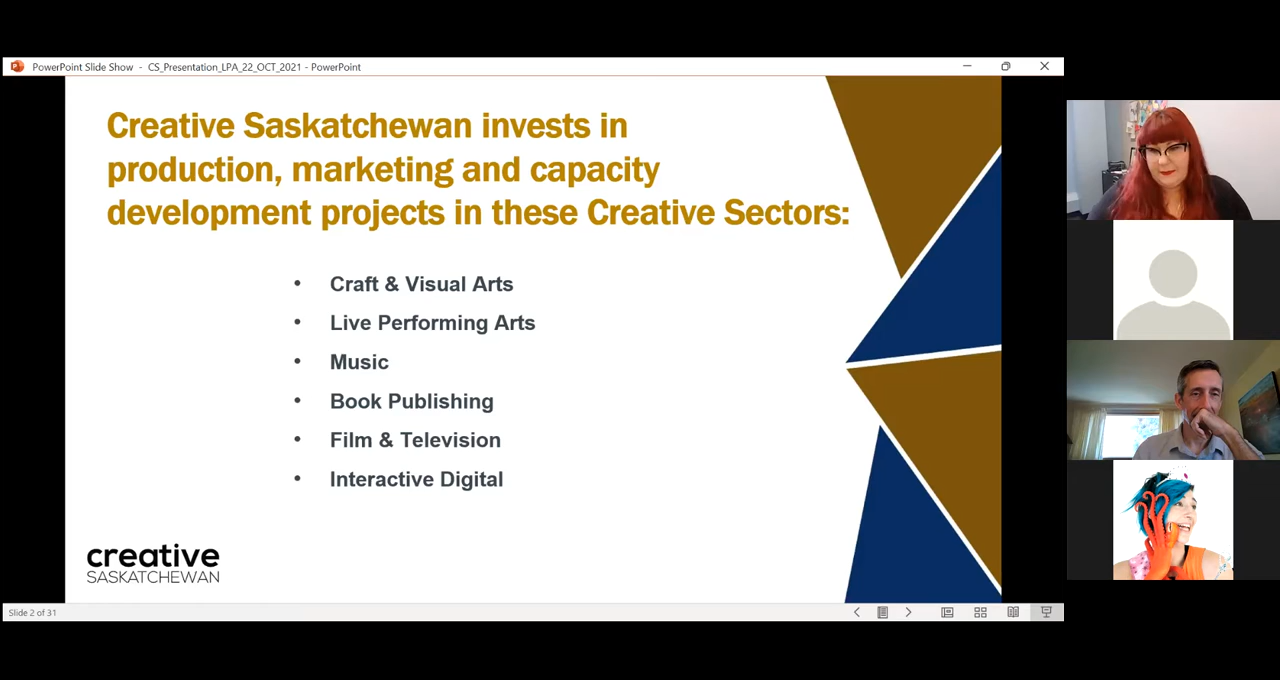 PowerPoint Slide Show - CS_Presentation_LPA_22_OCT_2021 - PowerPoint
Creative Saskatchewan invests in
production, marketing and capacity
development projects in these Creative Sectors:
• Craft & Visual Arts
• Live Performing Arts
• Music
• Book Publishing
• Film & Television
• Interactive Digital
creative
SASKATCHEWAN
Slide 2 of 31